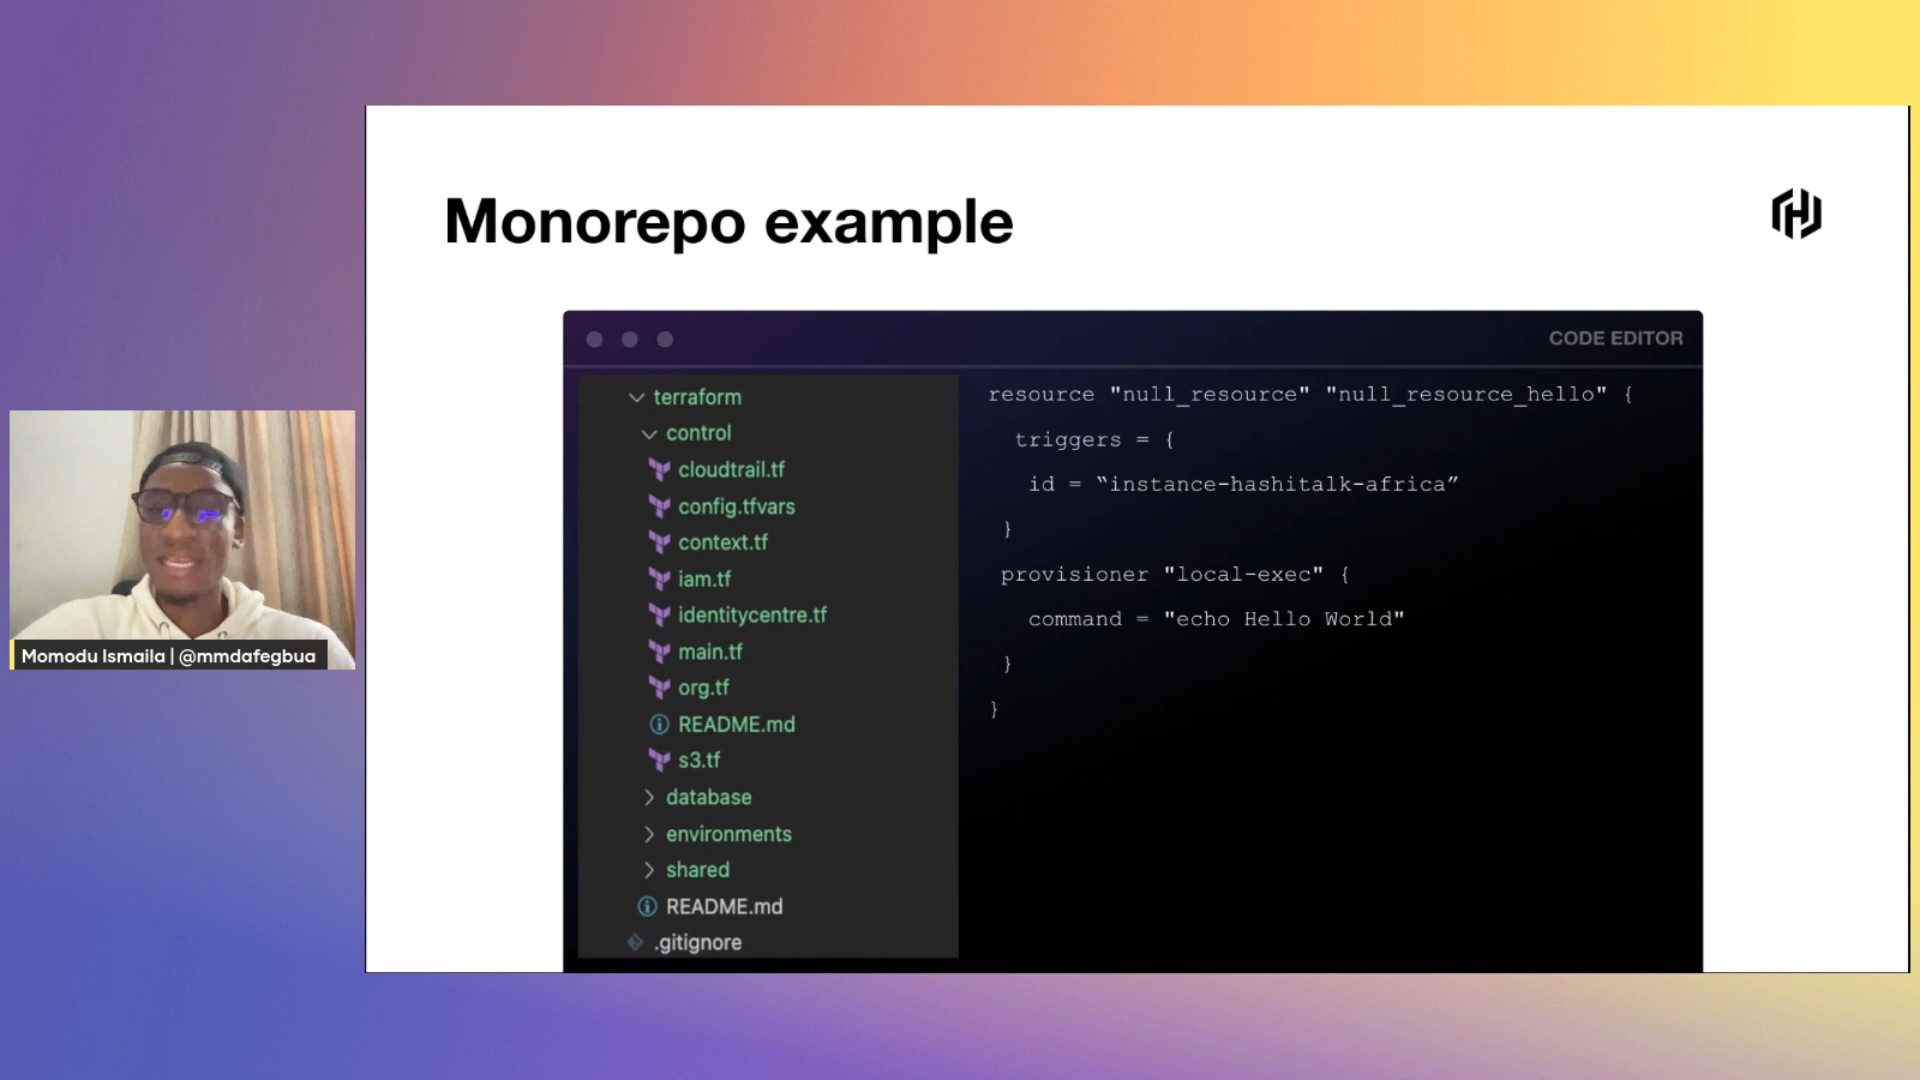 Monorepo example
CODE EDITOR
terraform
control
cloudtrail.tf
config.tfvars
context.tf
iam.tf
identitycentre.tf
main.tf
org.tf
README.md
s3.tf
database
environments
shared
README.md
.gitignore
resource "null_resource" "null_resource_hello" {
triggers = {
id = “instance-hashitalk-africa”
}
provisioner "local-exec" {
command = "echo Hello World"
}
}
Momodu Ismaila | @mmdafegbua